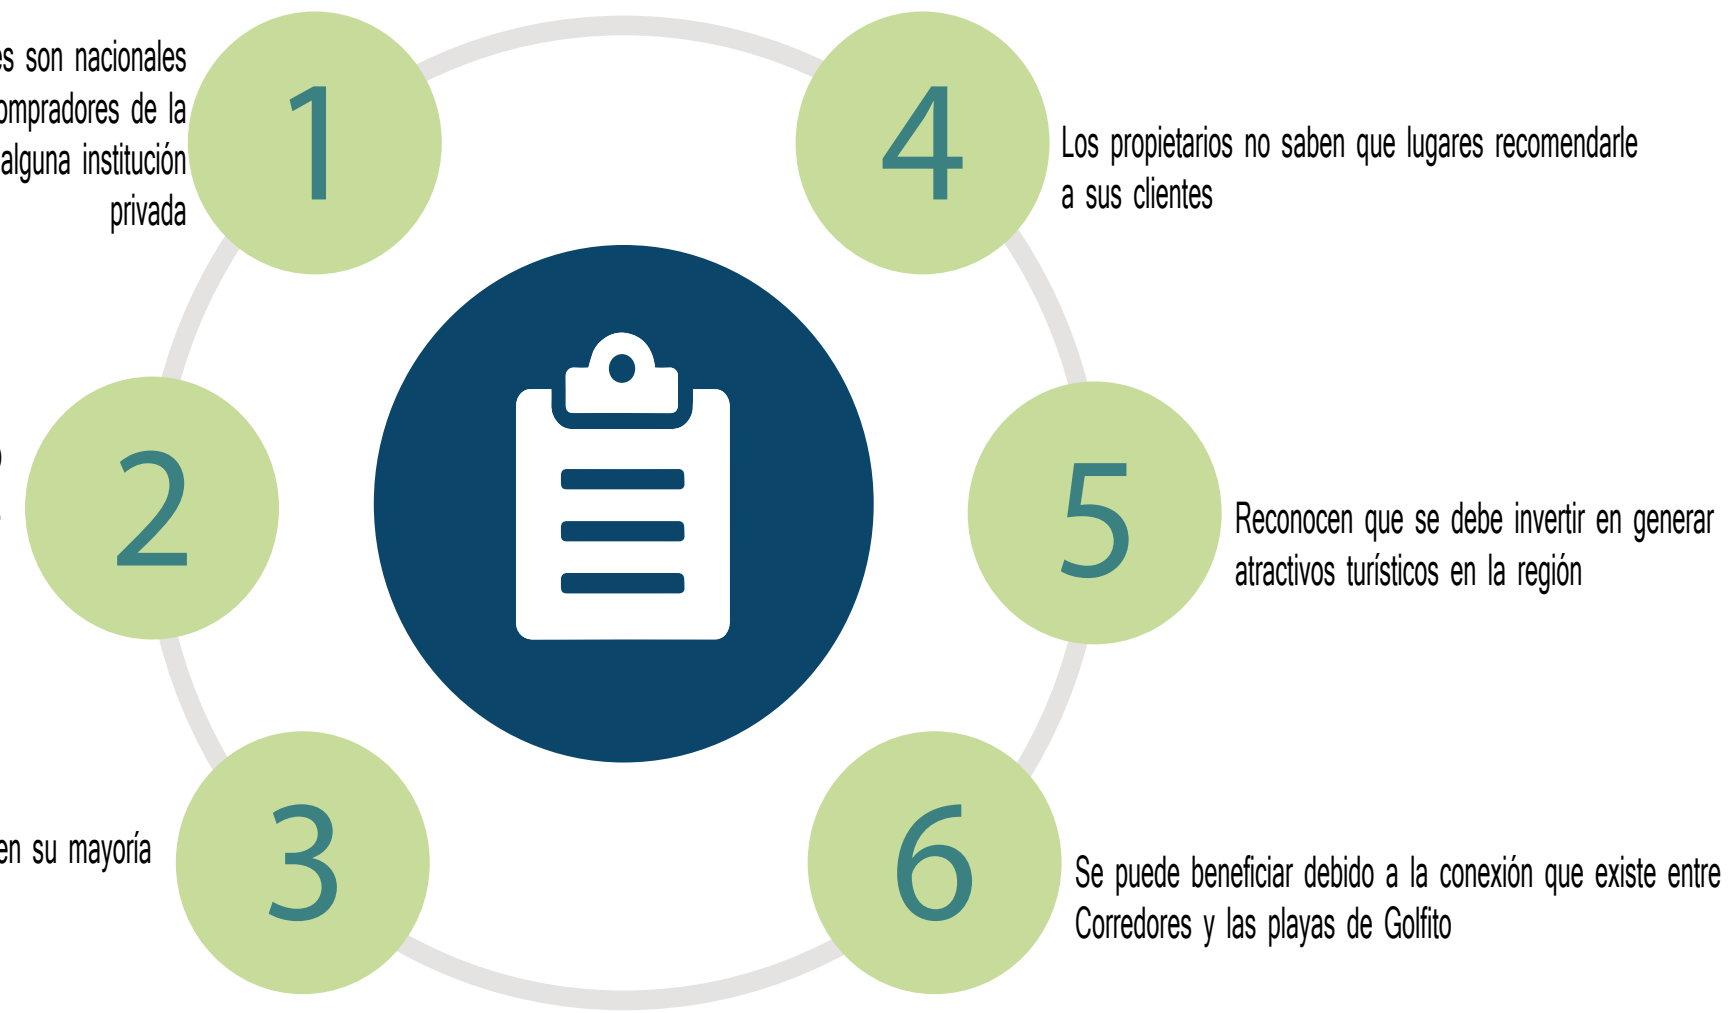 son nacionales
1
de la
alguna institución
privada
4
Los propietarios no saben que lugares recomendarle
a sus clientes
2
5
Reconocen que se debe invertir en generar
atractivos turísticos en la región
en su mayoría
3
6
Se puede beneficiar debido a la conexión que existe entre
Corredores y las playas de Golfito